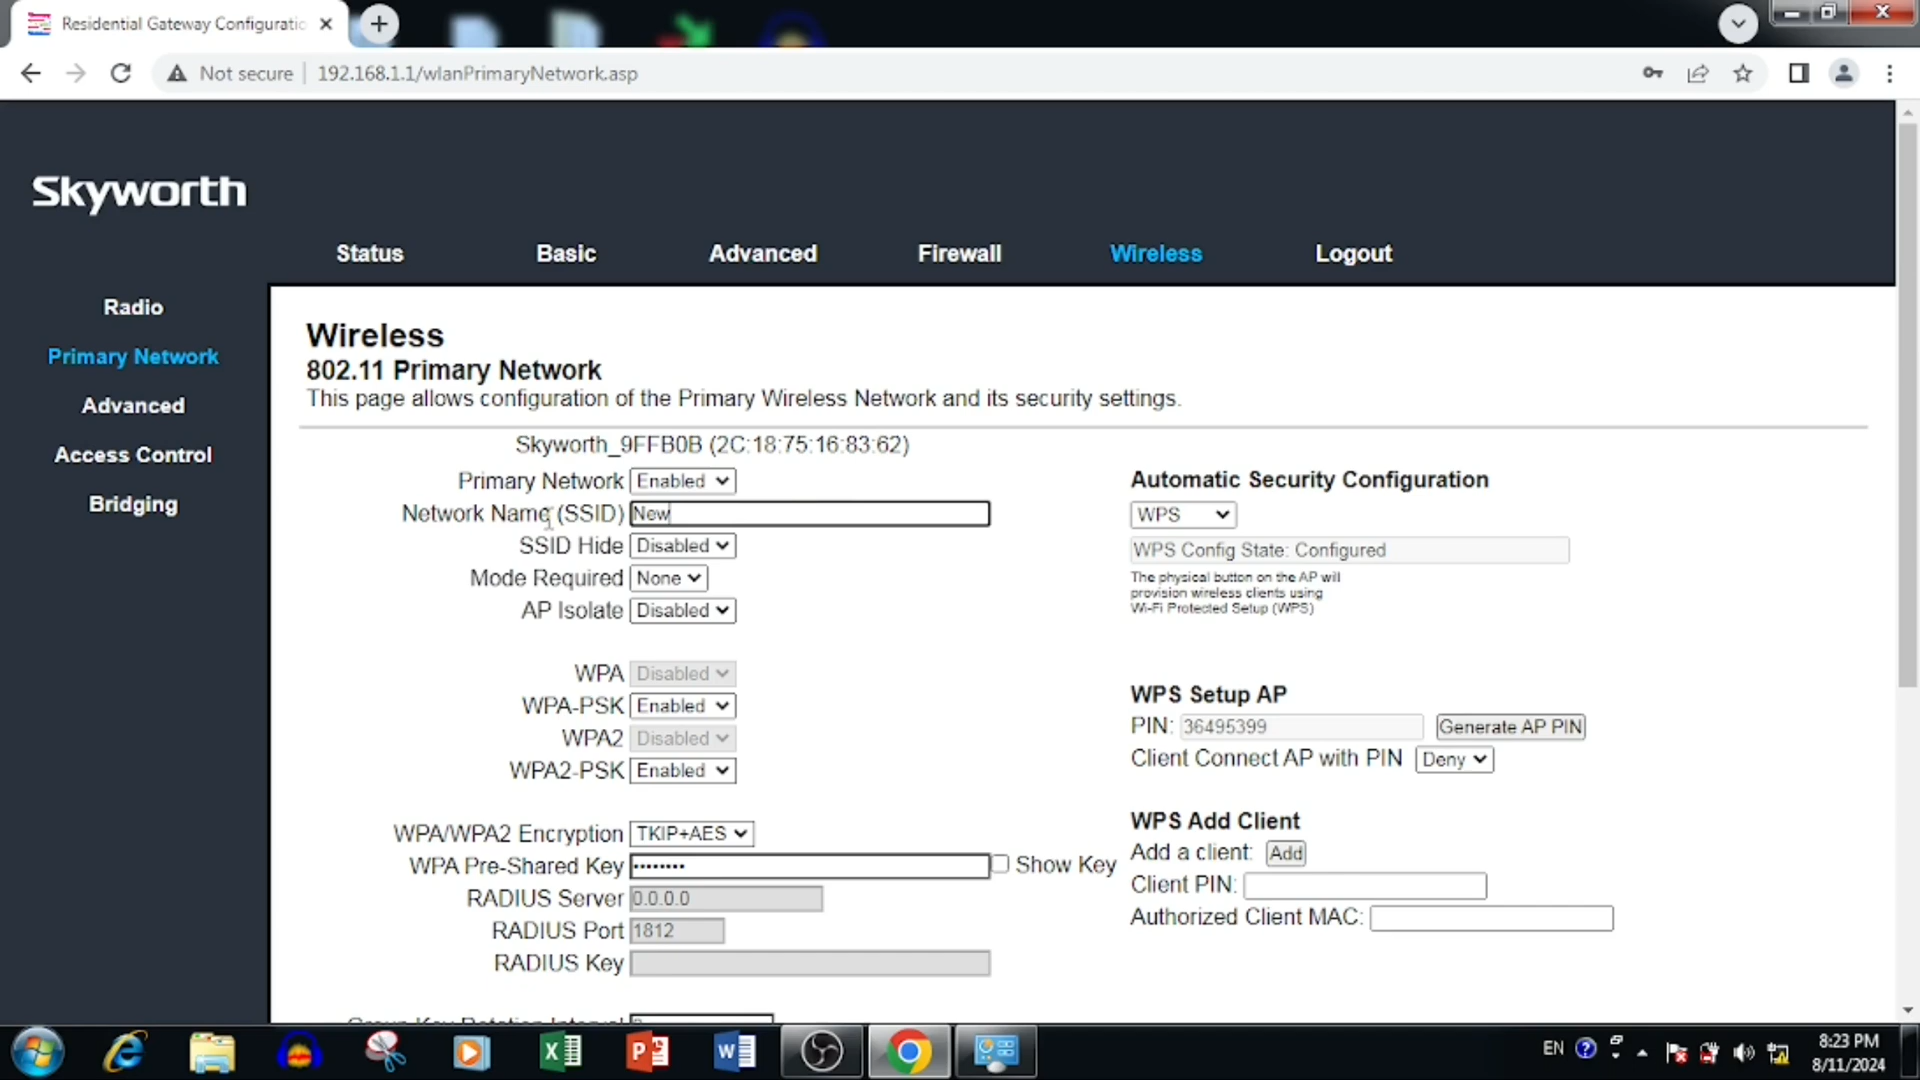 Residential Gateway Configuratio
Not secure
192.168.1.1/wlanPrimaryNetwork.asp
Skyworth
Status
Basic
Advanced
Firewall
Wireless
Logout
Radio
Primary Network
Advanced
Access Control
Bridging
Wireless
802.11 Primary Network
This page allows configuration of the Primary Wireless Network and its security settings.
Skyworth_9FFB0B (2C:18:75:16:83:62)
Primary Network Enabled
Network Name (SSID) New
SSID Hide Disabled
Mode Required None
AP Isolate Disabled
WPA Disabled
WPA-PSK Enabled
WPA2 Disabled
WPA2-PSK Enabled
WPA/WPA2 Encryption TKIP+AES
WPA Pre-Shared Key •••••••• Show Key
RADIUS Server 0.0.0.0
RADIUS Port 1812
RADIUS Key
Automatic Security Configuration
WPS
WPS Config State: Configured
The physical button on the AP will
provision wireless clients using
Wi-Fi Protected Setup (WPS)
WPS Setup AP
PIN: 36495399 Generate AP PIN
Client Connect AP with PIN Deny
WPS Add Client
Add a client: Add
Client PIN:
Authorized Client MAC:
Group Key Rotation Interval
EN
8:23 PM
8/11/2024